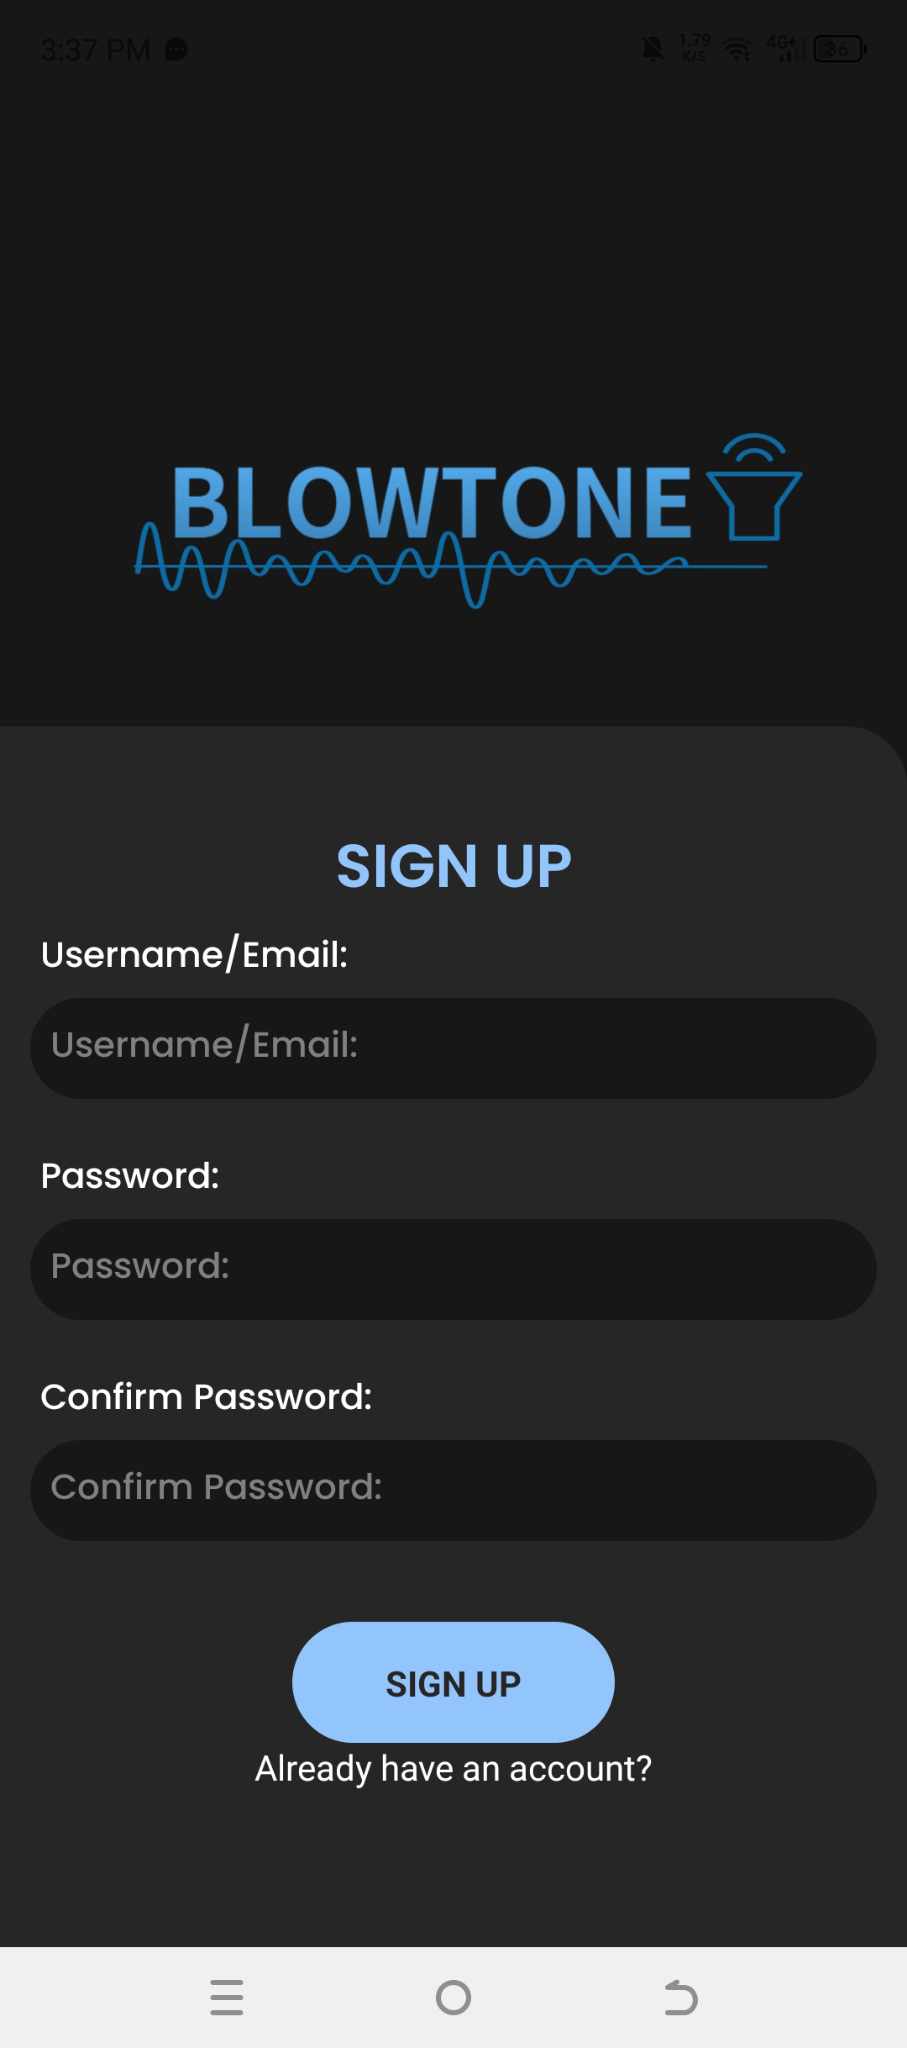 3:37 PM
1.79
K/S
4G+
36
BLOWTONE
SIGN UP
Username/Email:
Username/Email:
Password:
Password:
Confirm Password:
Confirm Password:
SIGN UP
Already have an account?